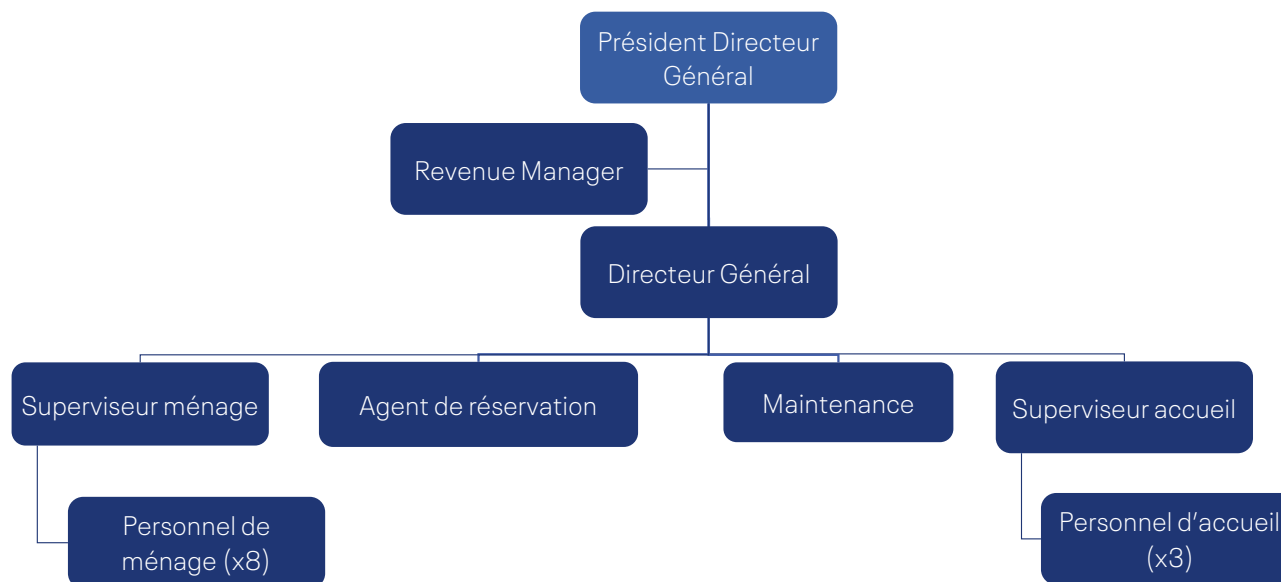 Président Directeur
Général
Revenue Manager
Directeur Général
Superviseur ménage
Agent de réservation
Maintenance
Superviseur accueil
Personnel de
ménage (x8)
Personnel d’accueil
(x3)